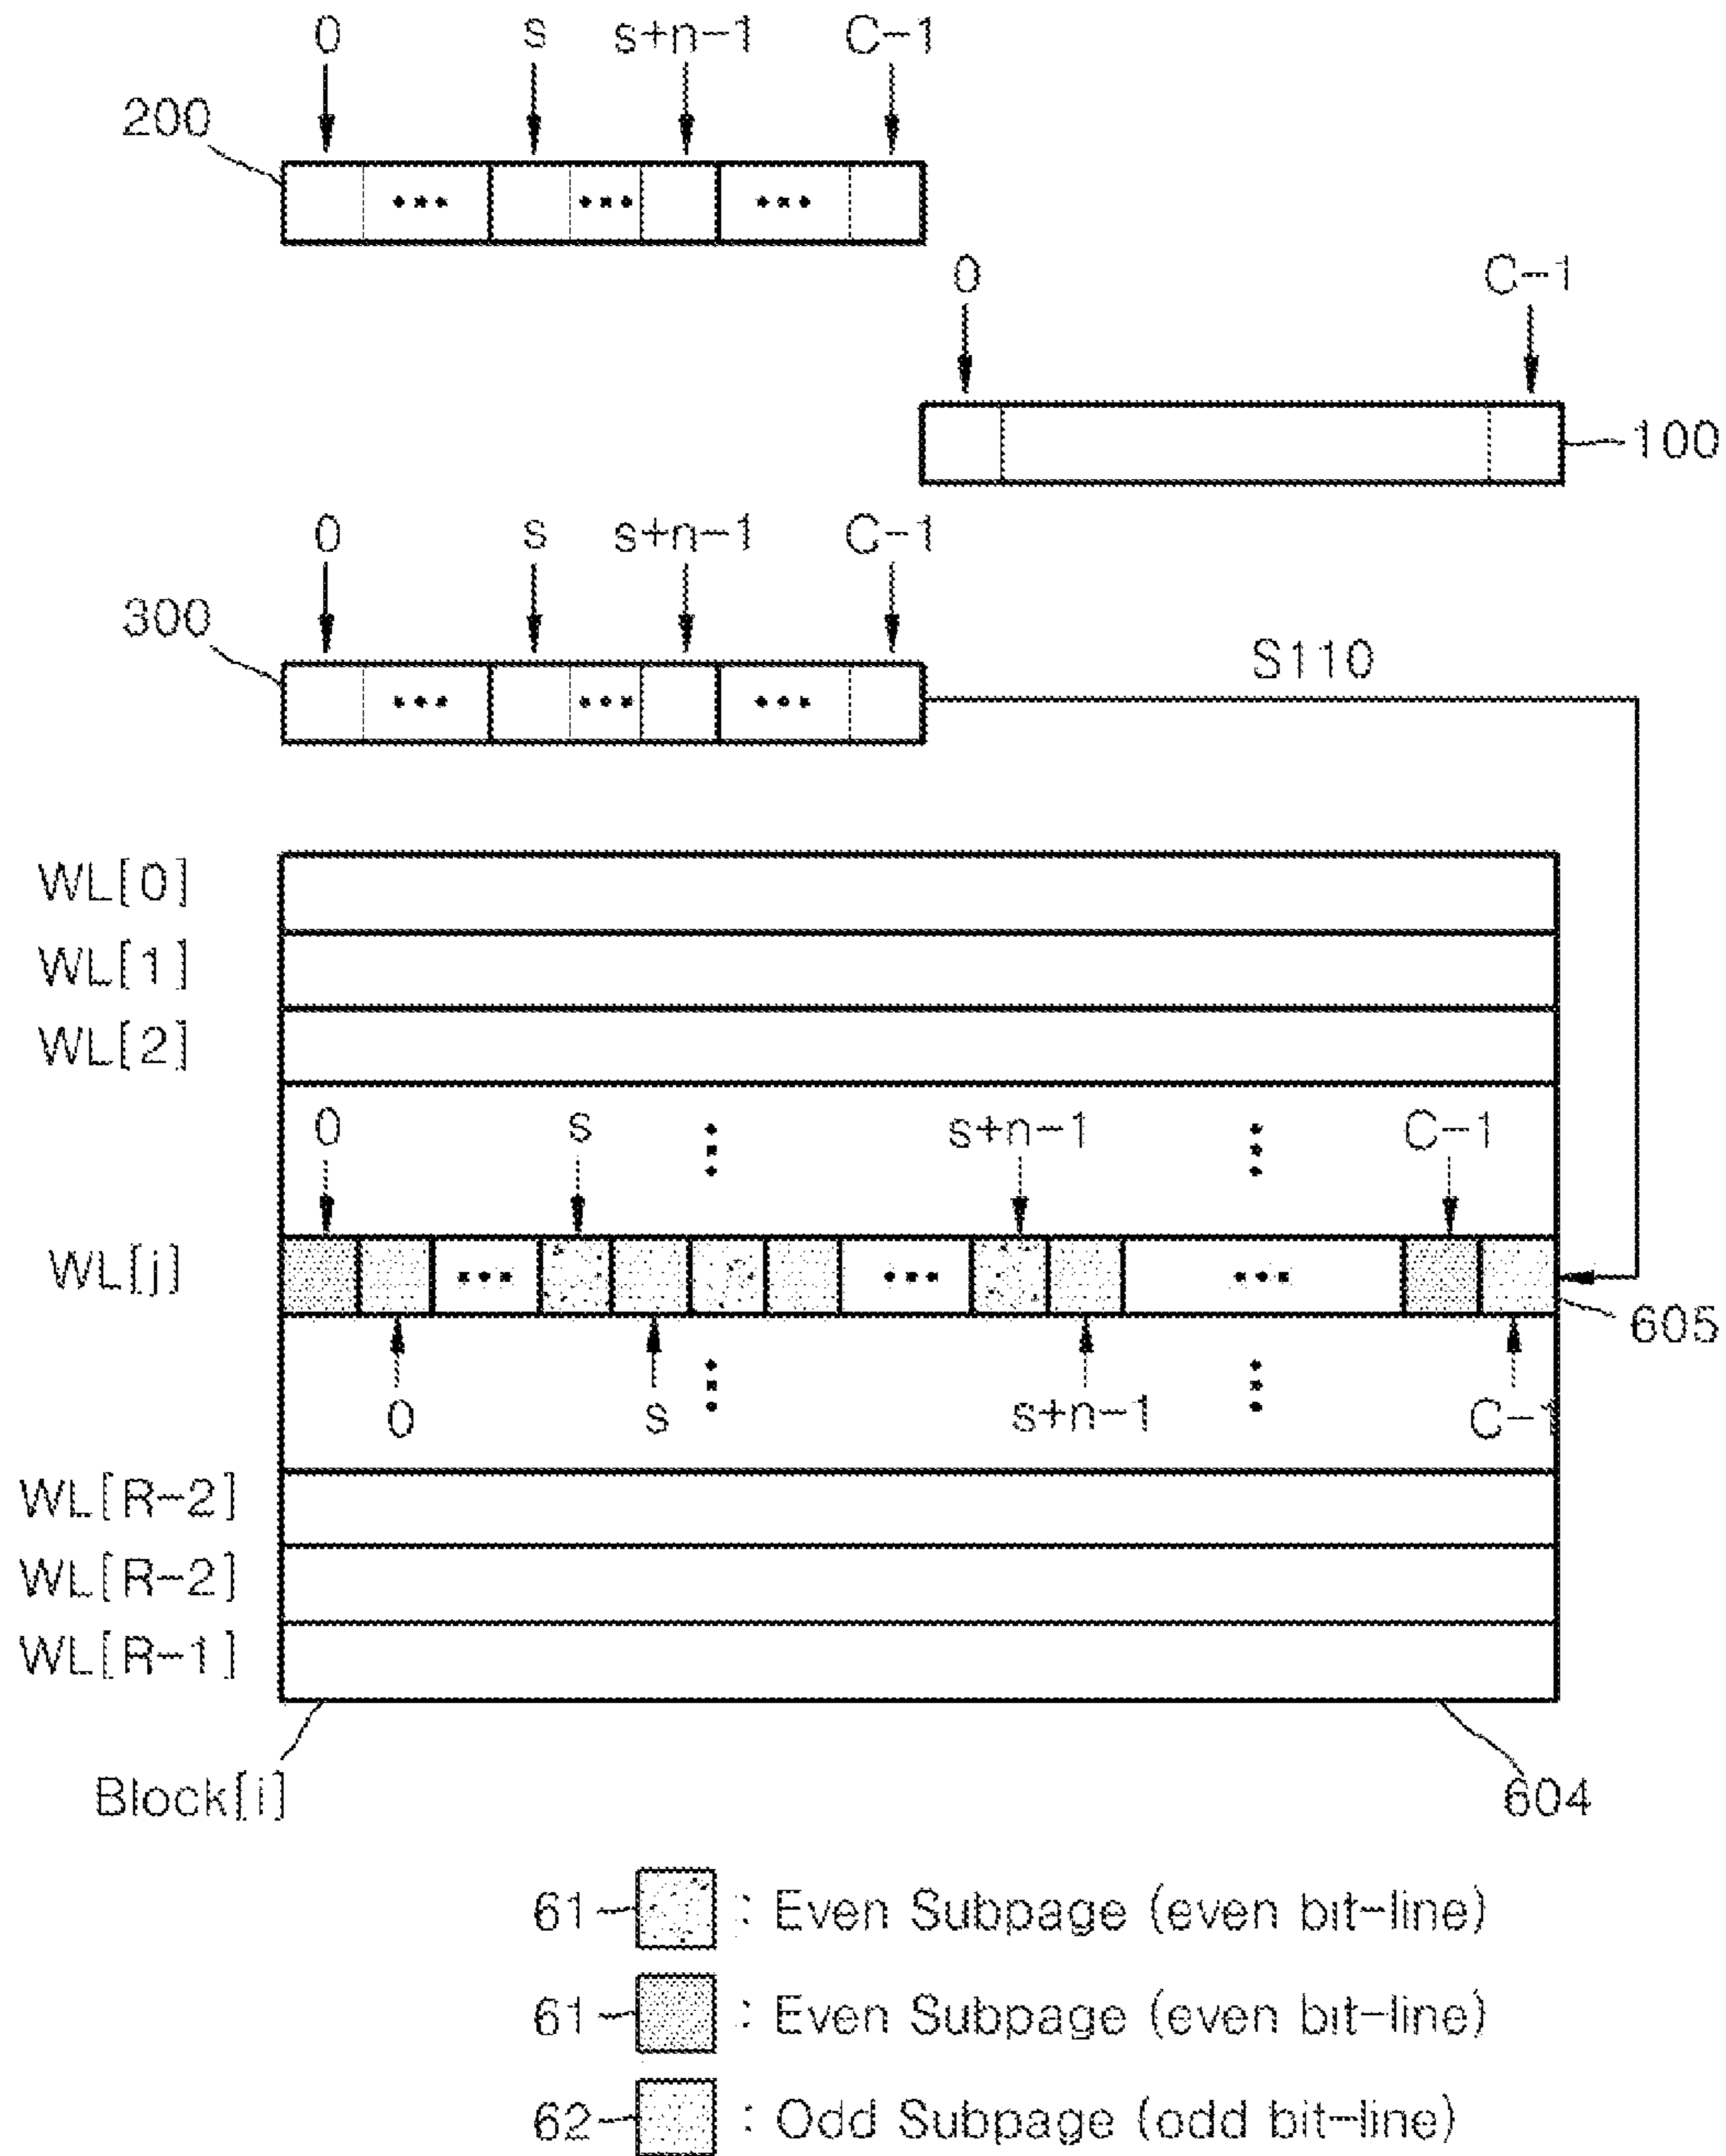 0 s s+n-1 C-1
200
0 C-1
100
0 s s+n-1 C-1
300
S110
WL[0]
WL[1]
WL[2]
0 s s+n-1 C-1
WL[j]
605
0 s s+n-1 C-1
WL[R-2]
WL[R-2]
WL[R-1]
Block[i]
604
61 : Even Subpage (even bit-line)
61 : Even Subpage (even bit-line)
62 : Odd Subpage (odd bit-line)